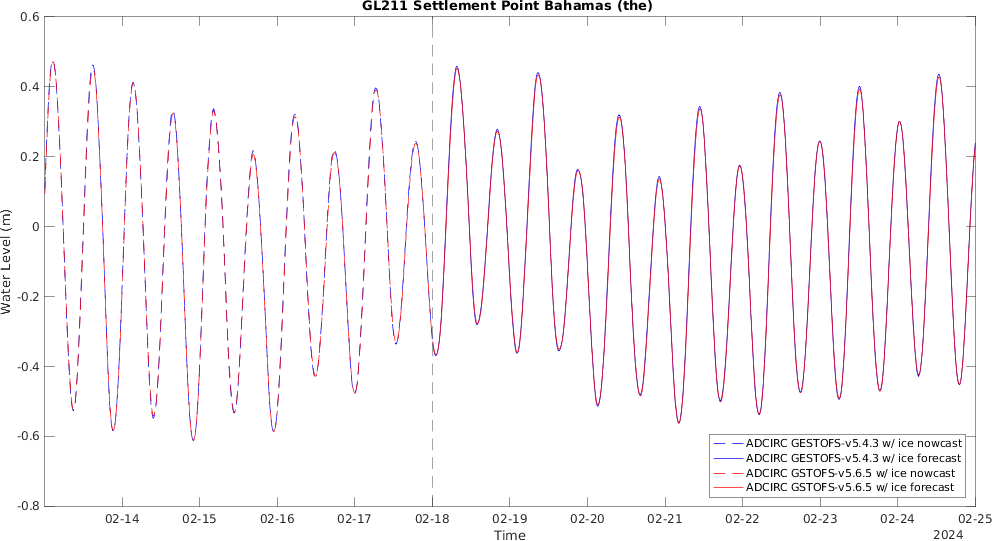 GL211 Settlement Point Bahamas (the)
0.6
0.4
0.2
0
-0.2
-0.4
-0.6
-0.8
Water Level (m)
ADCIRC GESTOFS-v5.4.3 w/ ice nowcast
ADCIRC GESTOFS-v5.4.3 w/ ice forecast
ADCIRC GSTOFS-v5.6.5 w/ ice nowcast
ADCIRC GSTOFS-v5.6.5 w/ ice forecast
02-14 02-15 02-16 02-17 02-18 02-19 02-20 02-21 02-22 02-23 02-24 02-25
Time
2024